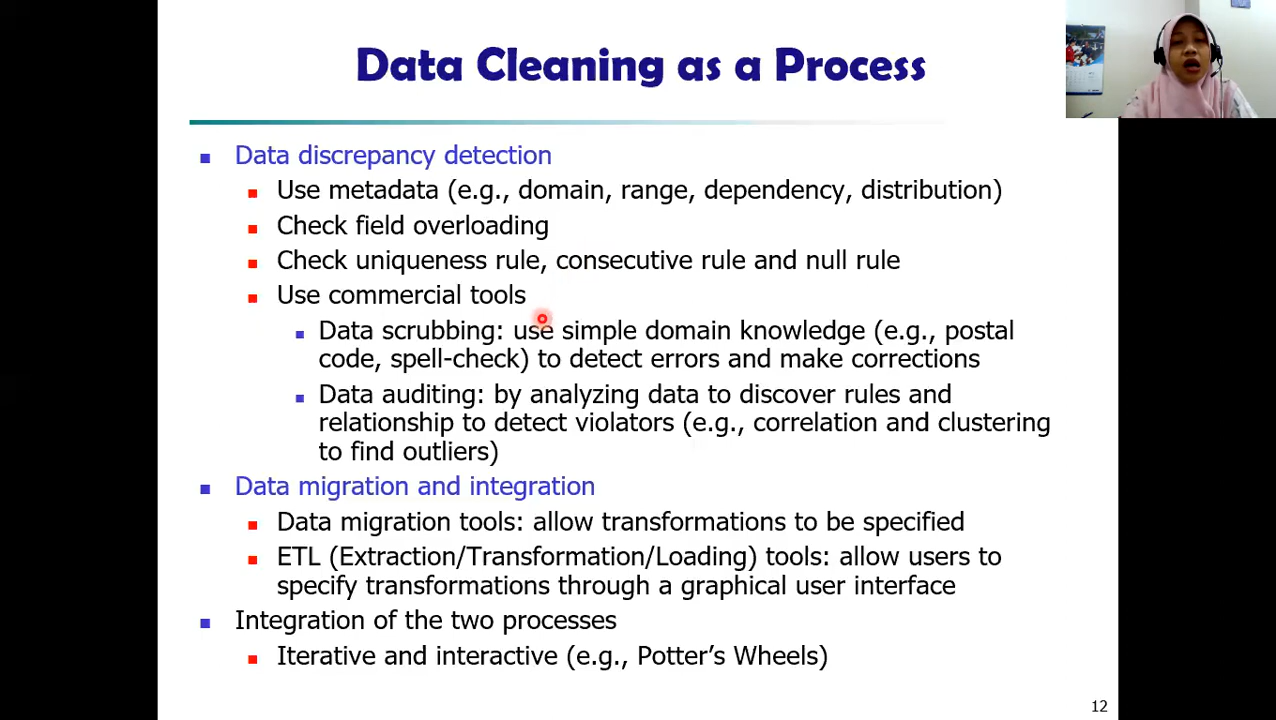 Data Cleaning as a Process
Data discrepancy detection
Use metadata (e.g., domain, range, dependency, distribution)
Check field overloading
Check uniqueness rule, consecutive rule and null rule
Use commercial tools
Data scrubbing: use simple domain knowledge (e.g., postal
code, spell-check) to detect errors and make corrections
Data auditing: by analyzing data to discover rules and
relationship to detect violators (e.g., correlation and clustering
to find outliers)
Data migration and integration
Data migration tools: allow transformations to be specified
ETL (Extraction/Transformation/Loading) tools: allow users to
specify transformations through a graphical user interface
Integration of the two processes
Iterative and interactive (e.g., Potter’s Wheels)
12